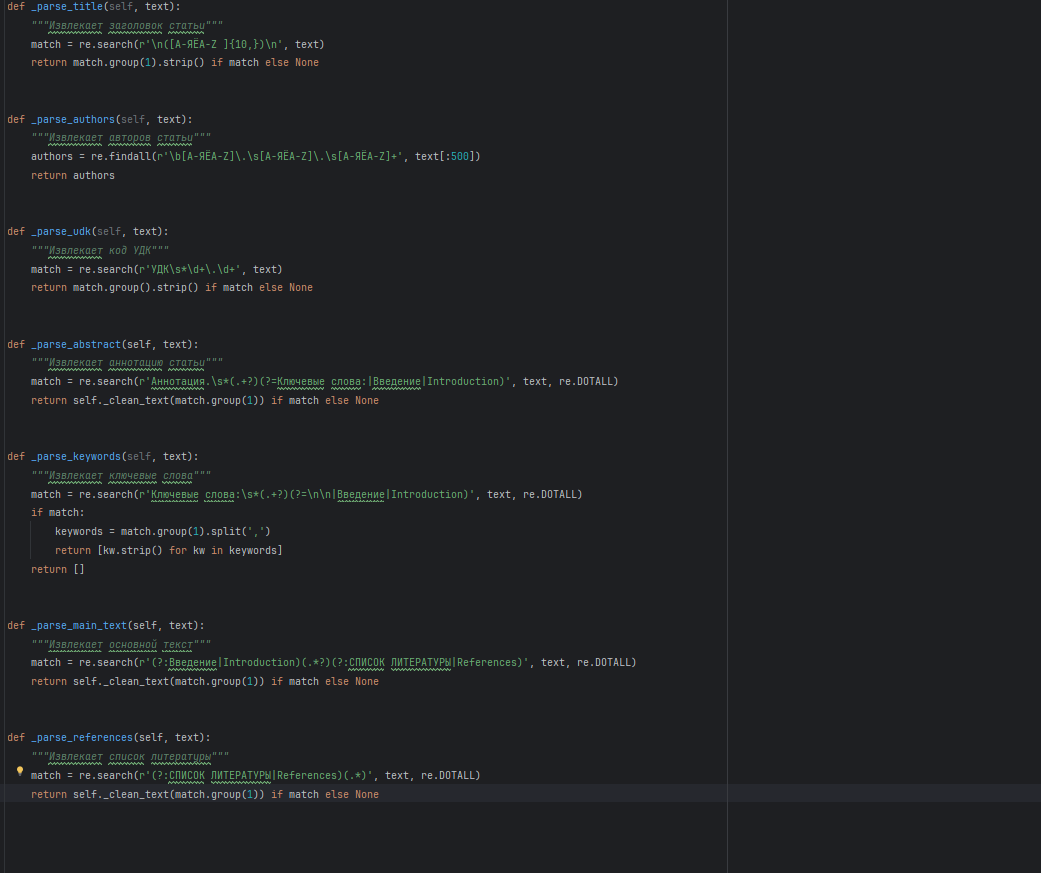 def _parse_title(self, text):
    """Извлекает заголовок статьи"""
    match = re.search(r'\n([А-ЯЁA-Z ]{10,})\n', text)
    return match.group(1).strip() if match else None
def _parse_authors(self, text):
    """Извлекает авторов статьи"""
    authors = re.findall(r'\b[А-ЯЁA-Z]\.\s[А-ЯЁA-Z]\.\s[А-ЯЁA-Z]+', text[:500])
    return authors
def _parse_udk(self, text):
    """Извлекает код УДК"""
    match = re.search(r'УДК\s*\d+\.\d+', text)
    return match.group().strip() if match else None
def _parse_abstract(self, text):
    """Извлекает аннотацию статьи"""
    match = re.search(r'Аннотация.\s*(.+?)(?=Ключевые слова:|Введение|Introduction)', text, re.DOTALL)
    return self._clean_text(match.group(1)) if match else None
def _parse_keywords(self, text):
    """Извлекает ключевые слова"""
    match = re.search(r'Ключевые слова:\s*(.+?)(?=\n\n|Введение|Introduction)', text, re.DOTALL)
    if match:
        keywords = match.group(1).split(',')
        return [kw.strip() for kw in keywords]
    return []
def _parse_main_text(self, text):
    """Извлекает основной текст"""
    match = re.search(r'(?:Введение|Introduction)(.*?)(?:СПИСОК ЛИТЕРАТУРЫ|References)', text, re.DOTALL)
    return self._clean_text(match.group(1)) if match else None
def _parse_references(self, text):
    """Извлекает список литературы"""
    match = re.search(r'(?:СПИСОК ЛИТЕРАТУРЫ|References)(.*)', text, re.DOTALL)
    return self._clean_text(match.group(1)) if match else None